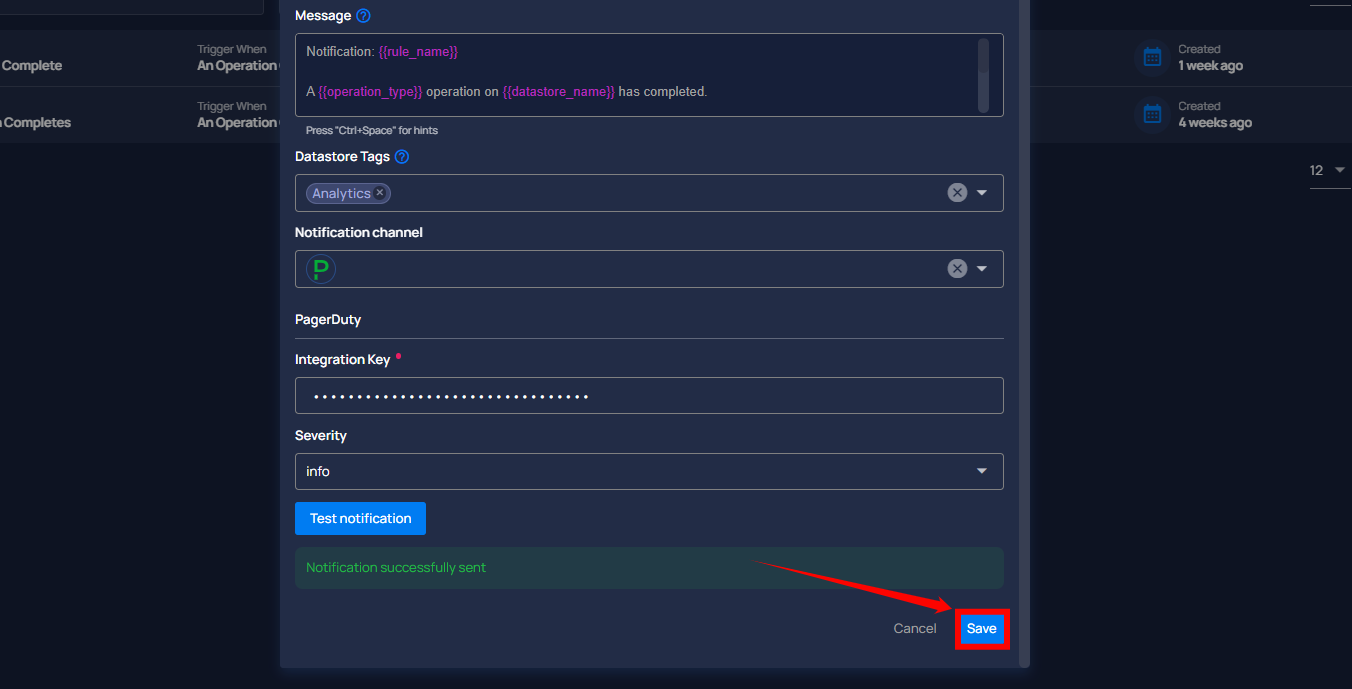 Message
Notification: {{rule_name}}
A {{operation_type}} operation on {{datastore_name}} has completed.
Press "Ctrl+Space" for hints
Datastore Tags
Analytics
Notification channel
P
PagerDuty
Integration Key
Severity
info
Test notification
Notification successfully sent
Cancel
Save
Complete
Trigger When
An Operation
Created
1 week ago
Completes
Trigger When
An Operation
Created
4 weeks ago
12